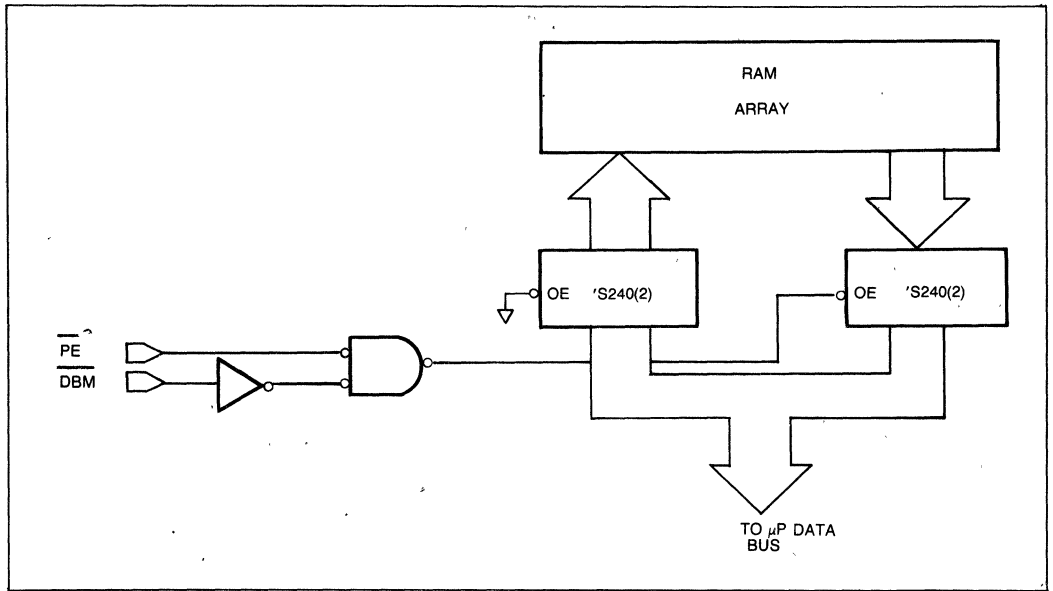 RAM
ARRAY
OE 'S240(2)
OE 'S240(2)
PE
DBM
TO μP DATA
BUS